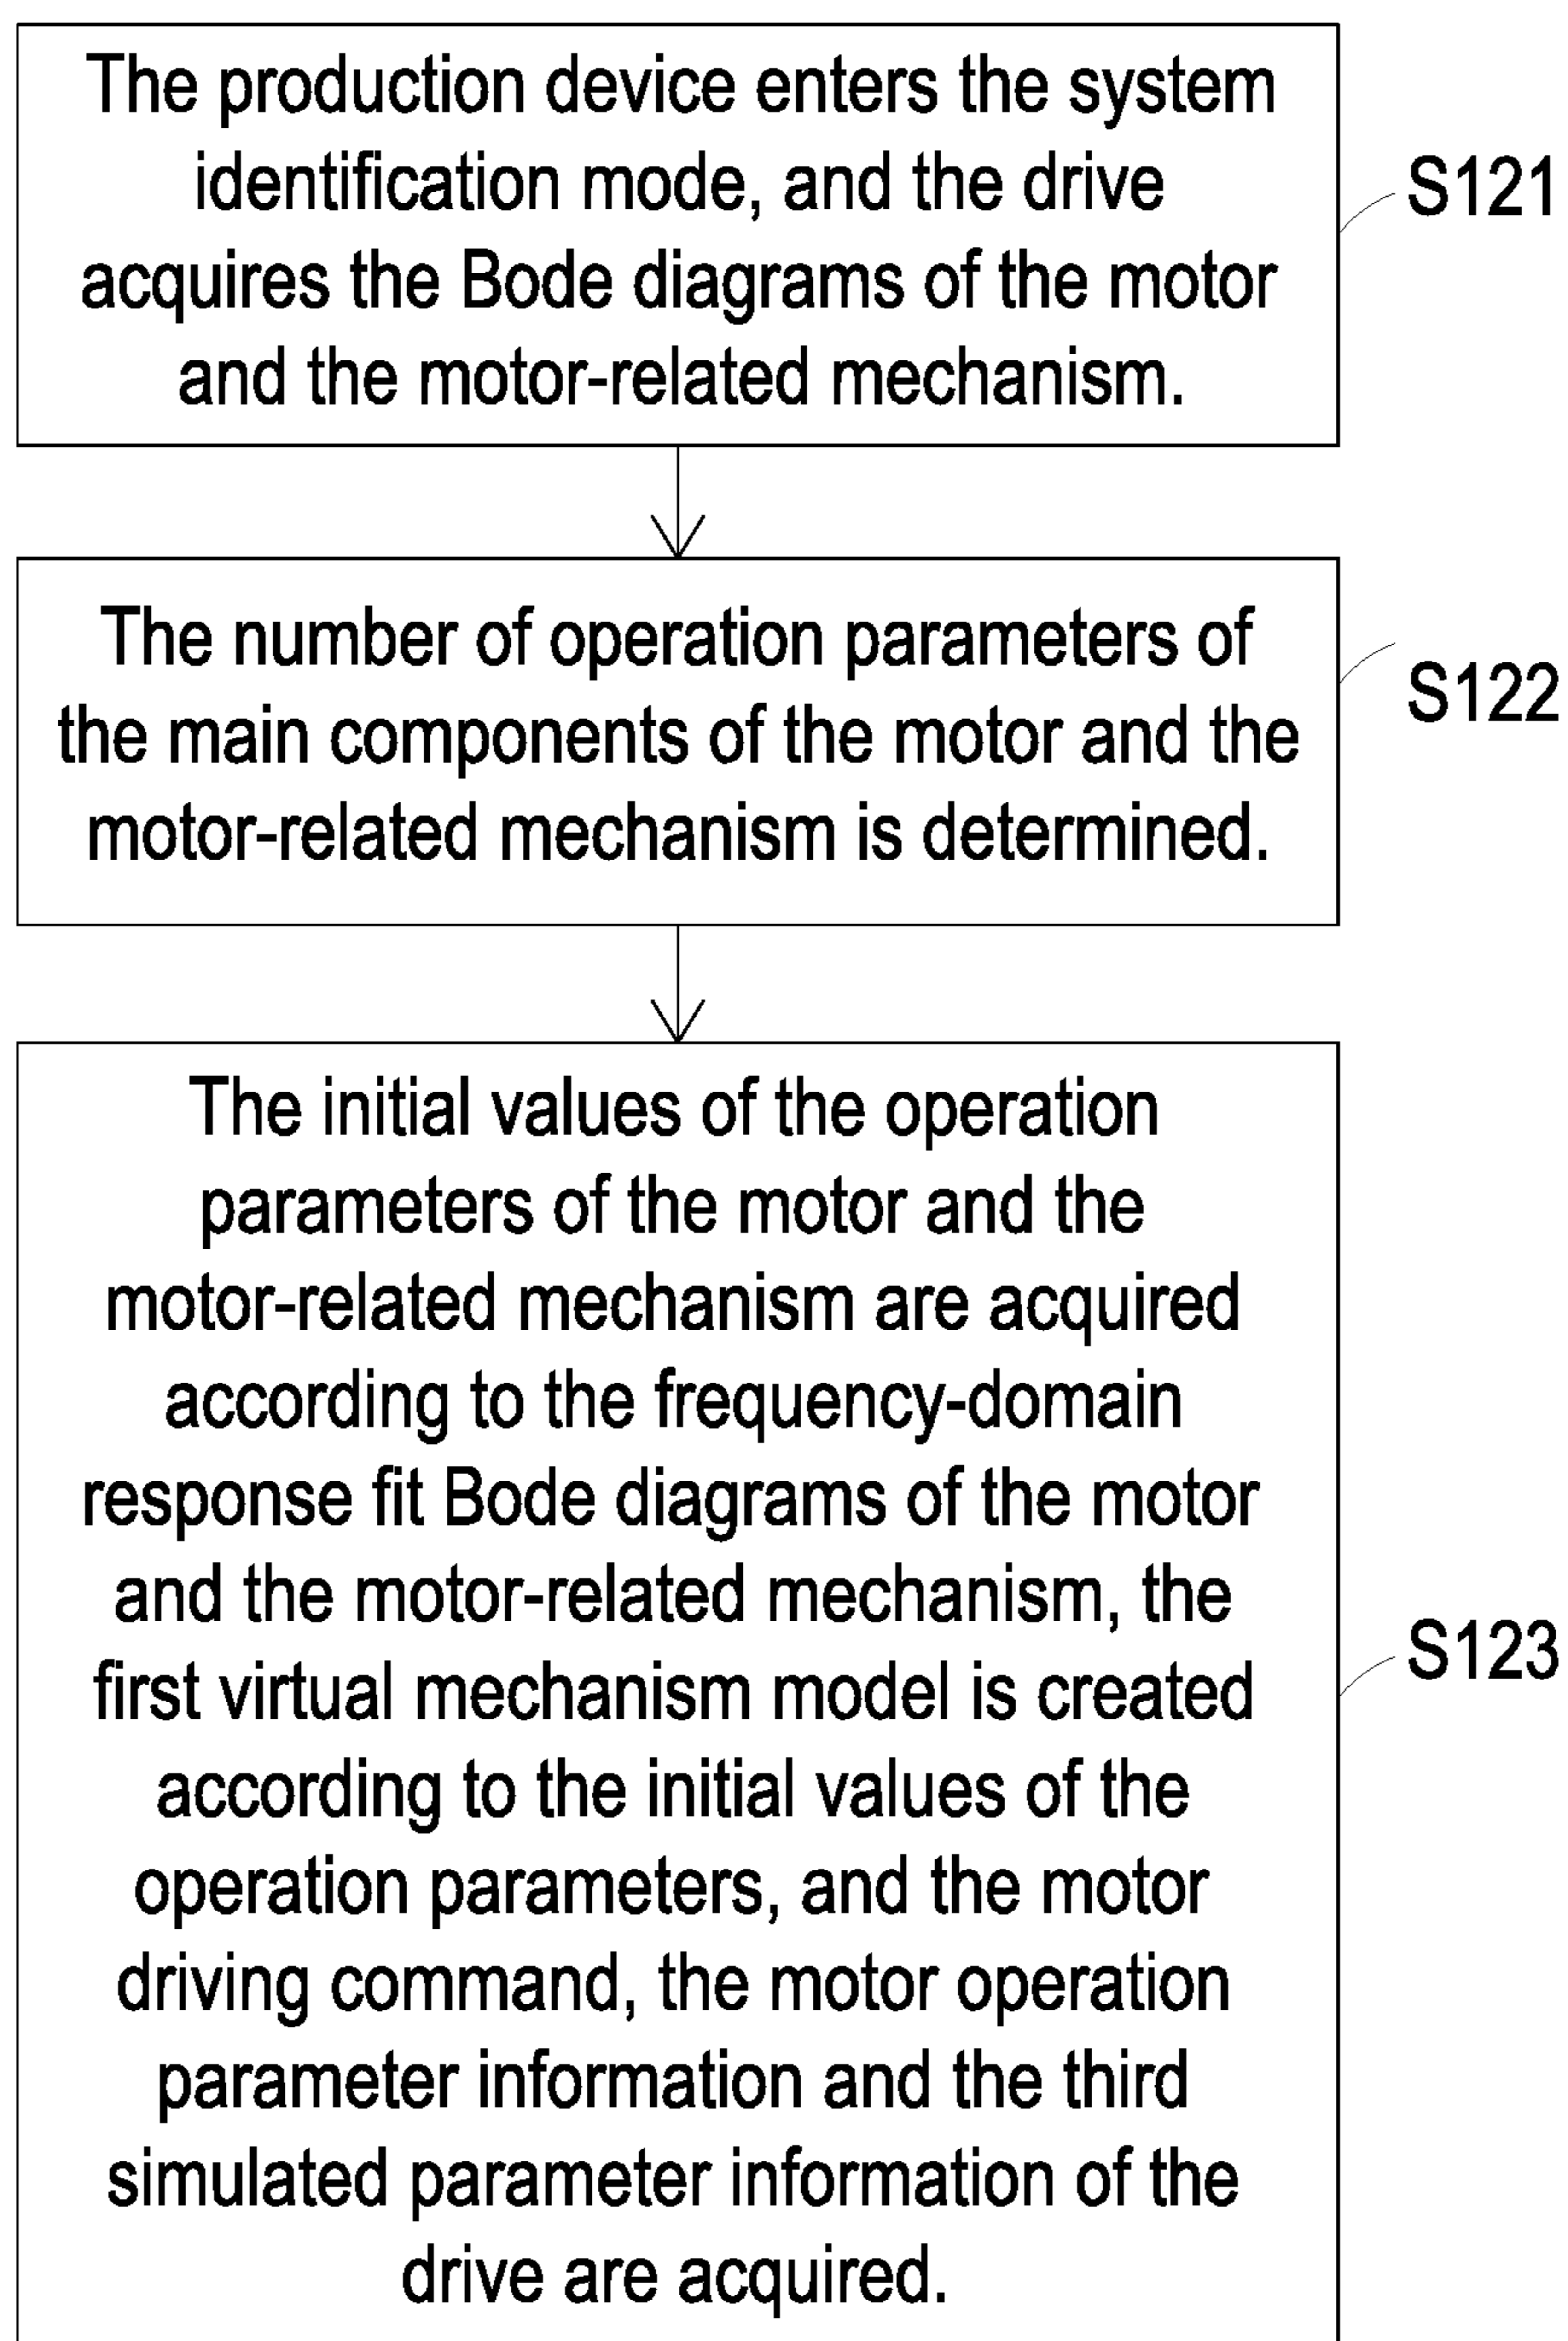 The production device enters the system
identification mode, and the drive
acquires the Bode diagrams of the motor
and the motor-related mechanism.
S121
The number of operation parameters of
the main components of the motor and the
motor-related mechanism is determined.
S122
The initial values of the operation
parameters of the motor and the
motor-related mechanism are acquired
according to the frequency-domain
response fit Bode diagrams of the motor
and the motor-related mechanism, the
first virtual mechanism model is created
according to the initial values of the
operation parameters, and the motor
driving command, the motor operation
parameter information and the third
simulated parameter information of the
drive are acquired.
S123